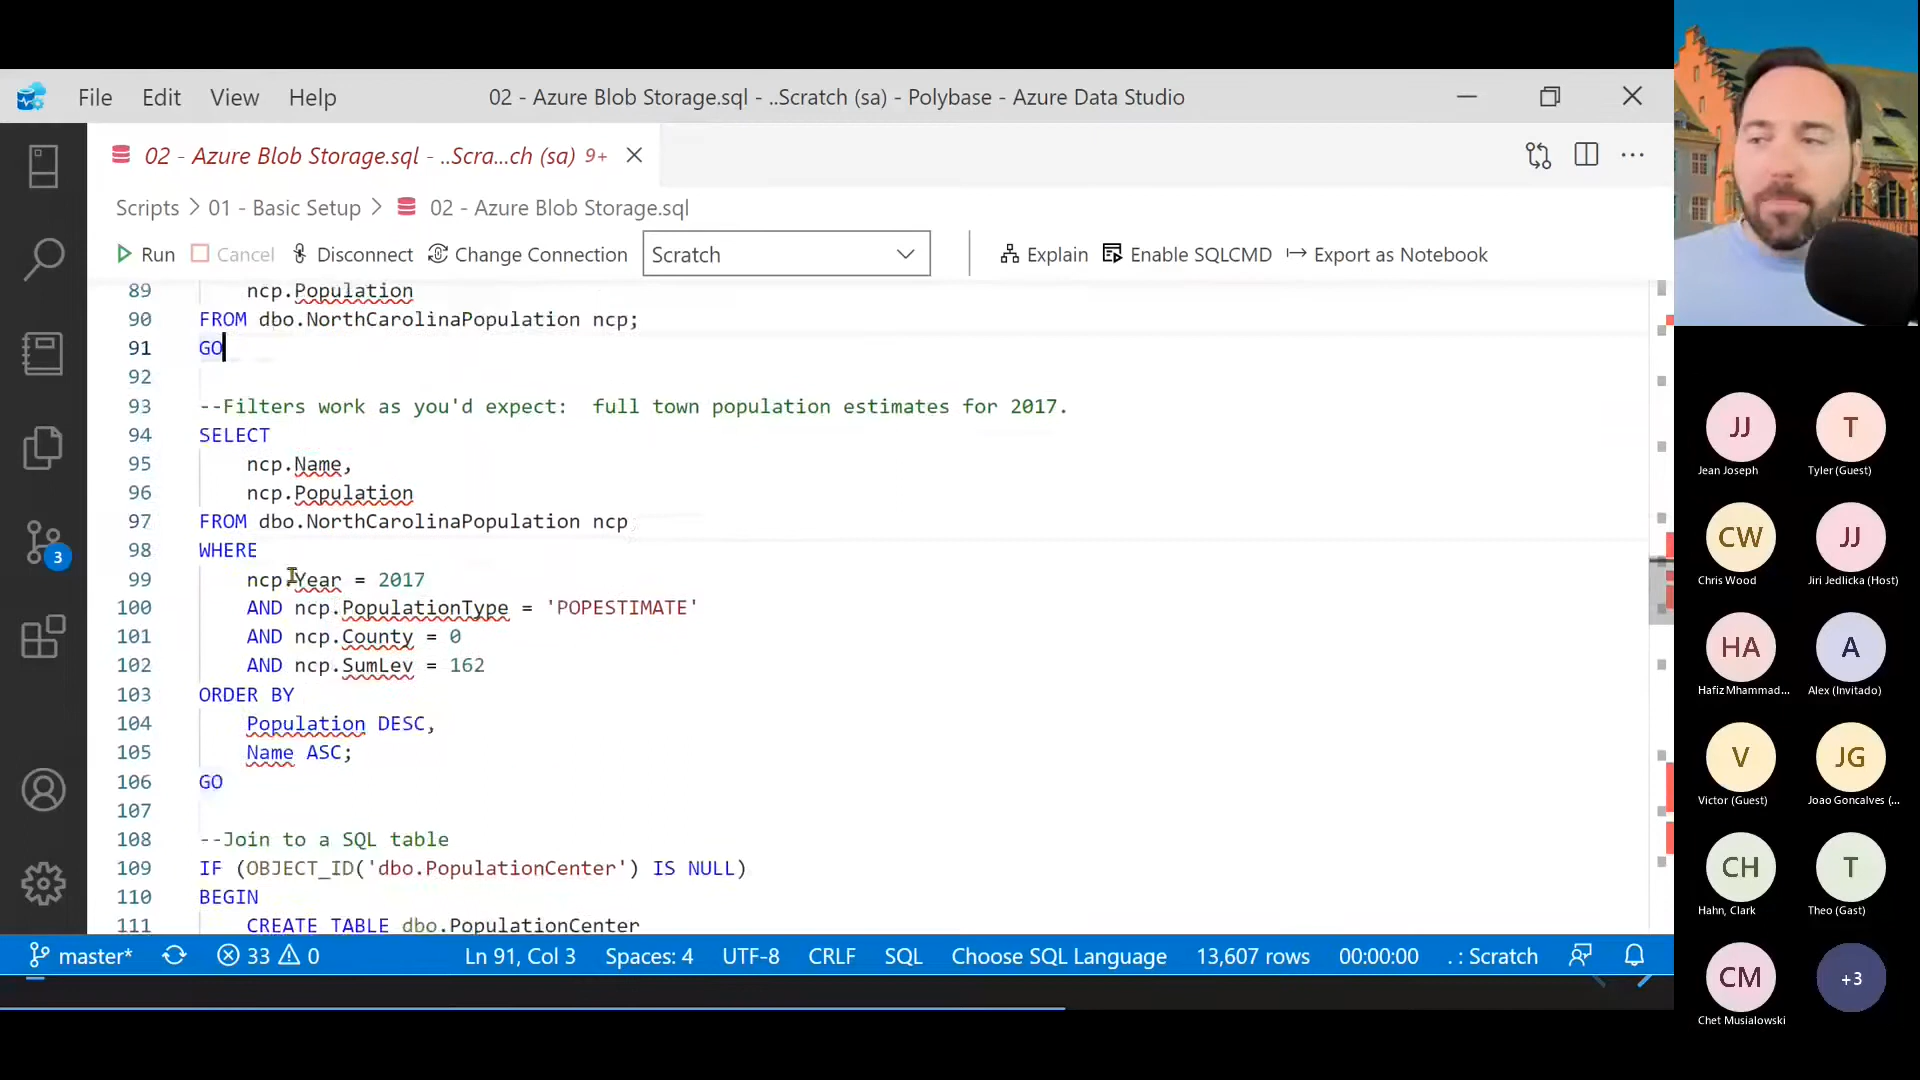 File Edit View Help 02 - Azure Blob Storage.sql - ..Scratch (sa) - Polybase - Azure Data Studio
02 - Azure Blob Storage.sql - ..Scra...ch (sa) 9+
Scripts > 01 - Basic Setup > 02 - Azure Blob Storage.sql
Run Cancel Disconnect Change Connection Scratch Explain Enable SQLCMD Export as Notebook
89 ncp.Population
90 FROM dbo.NorthCarolinaPopulation ncp;
91 GO
92
93 --Filters work as you'd expect:  full town population estimates for 2017.
94 SELECT
95 ncp.Name,
96 ncp.Population
97 FROM dbo.NorthCarolinaPopulation ncp
98 WHERE
99 ncp.Year = 2017
100 AND ncp.PopulationType = 'POPESTIMATE'
101 AND ncp.County = 0
102 AND ncp.SumLev = 162
103 ORDER BY
104 Population DESC,
105 Name ASC;
106 GO
107
108 --Join to a SQL table
109 IF (OBJECT_ID('dbo.PopulationCenter') IS NULL)
110 BEGIN
111 CREATE TABLE dbo.PopulationCenter
3
master* 33 0 Ln 91, Col 3 Spaces: 4 UTF-8 CRLF SQL Choose SQL Language 13,607 rows 00:00:00 . : Scratch
JJ T
Jean Joseph Tyler (Guest)
CW JJ
Chris Wood Jiri Jedlicka (Host)
HA A
Hafiz Mhammad... Alex (Invitado)
V JG
Victor (Guest) Joao Goncalves (...
CH T
Hahn, Clark Theo (Gast)
CM +3
Chet Musialowski